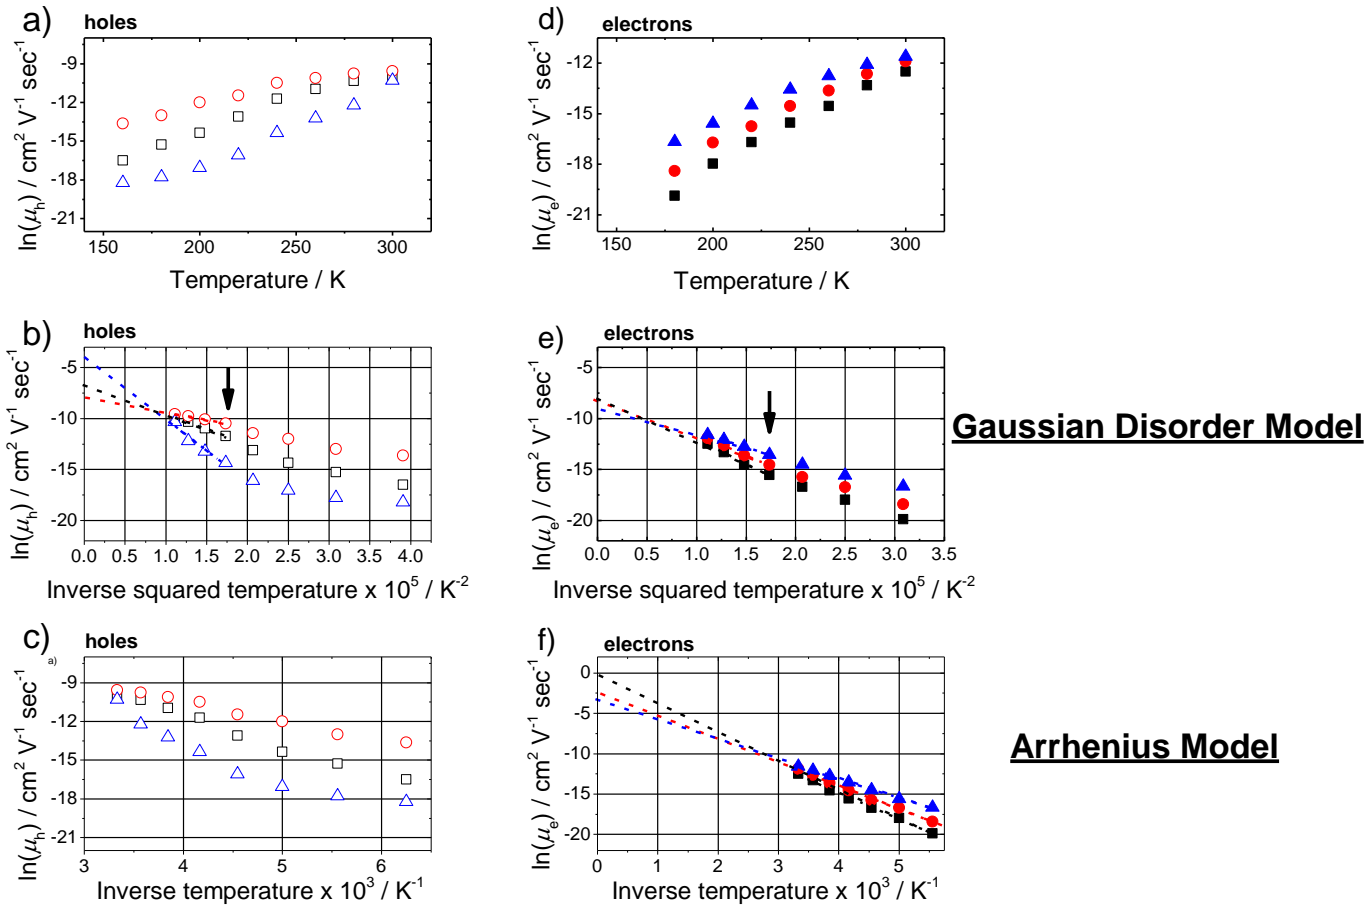 a)
holes
ln(μh) / cm² V⁻¹ sec⁻¹
-9
-12
-15
-18
-21
150 200 250 300
Temperature / K
d)
electrons
ln(μe) / cm² V⁻¹ sec⁻¹
-12
-15
-18
-21
150 200 250 300
Temperature / K
b)
holes
ln(μh) / cm² V⁻¹ sec⁻¹
-5
-10
-15
-20
0.0 0.5 1.0 1.5 2.0 2.5 3.0 3.5 4.0
Inverse squared temperature x 10⁵ / K⁻²
e)
electrons
ln(μe) / cm² V⁻¹ sec⁻¹
-5
-10
-15
-20
0.0 0.5 1.0 1.5 2.0 2.5 3.0 3.5
Inverse squared temperature x 10⁵ / K⁻²
Gaussian Disorder Model
c)
holes
a)
ln(μh) / cm² V⁻¹ sec⁻¹
-9
-12
-15
-18
-21
3 4 5 6
Inverse temperature x 10³ / K⁻¹
f)
electrons
ln(μe) / cm² V⁻¹ sec⁻¹
0
-5
-10
-15
-20
0 1 2 3 4 5
Inverse temperature x 10³ / K⁻¹
Arrhenius Model